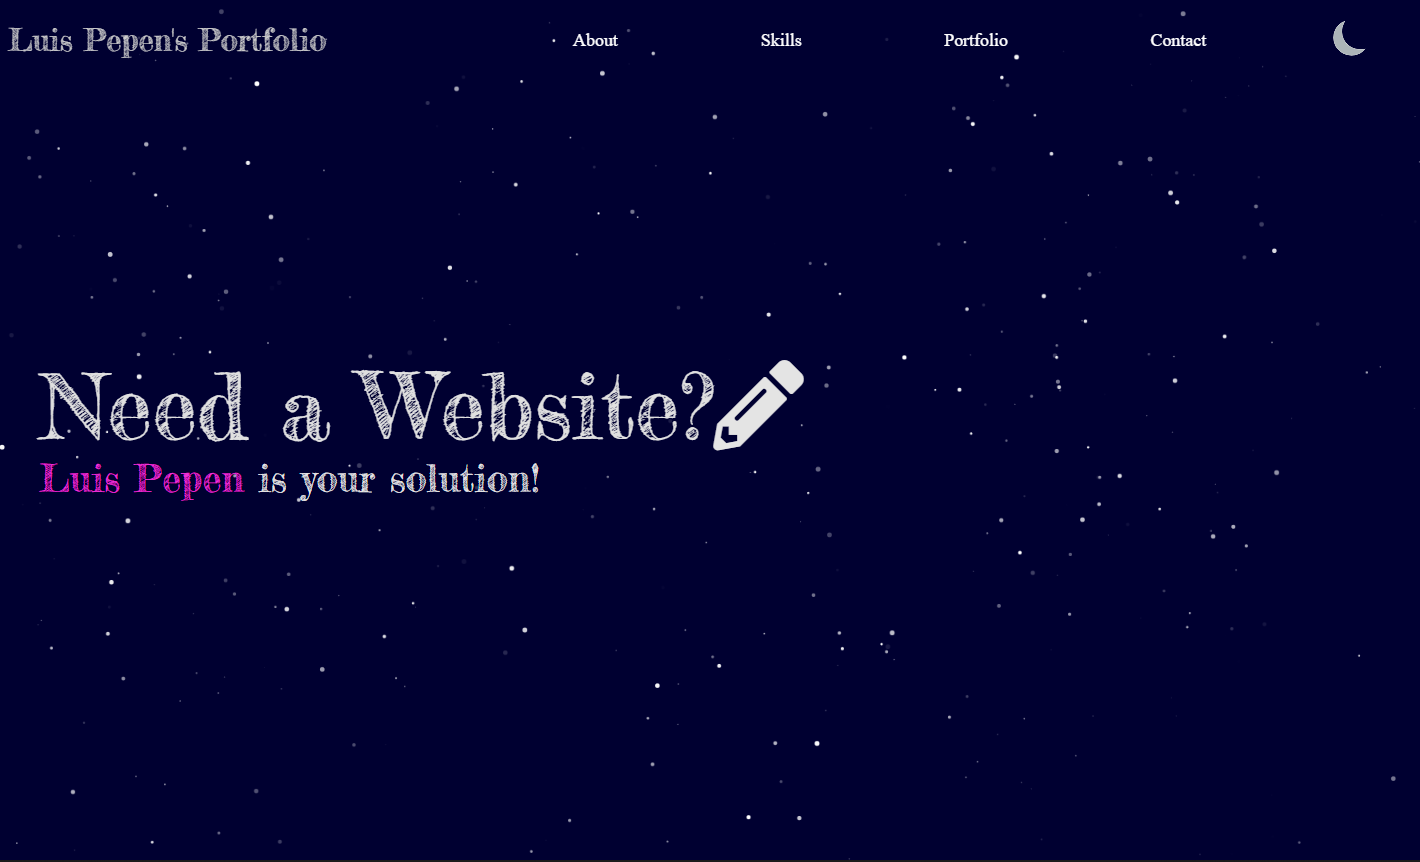 Luis Pepen's Portfolio
About
Skills
Portfolio
Contact
Need a Website?
Luis Pepen is your solution!